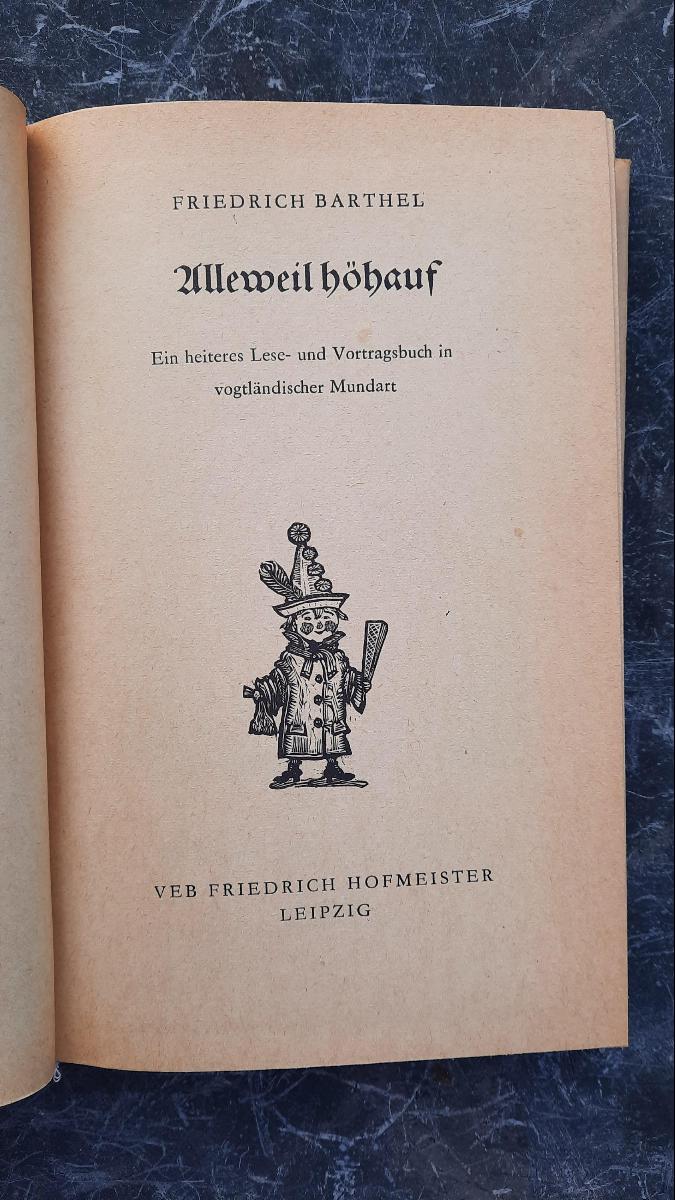 FRIEDRICH BARTHEL
Alleweil höhauf
Ein heiteres Lese- und Vortragsbuch in
vogtländischer Mundart
VEB FRIEDRICH HOFMEISTER
LEIPZIG